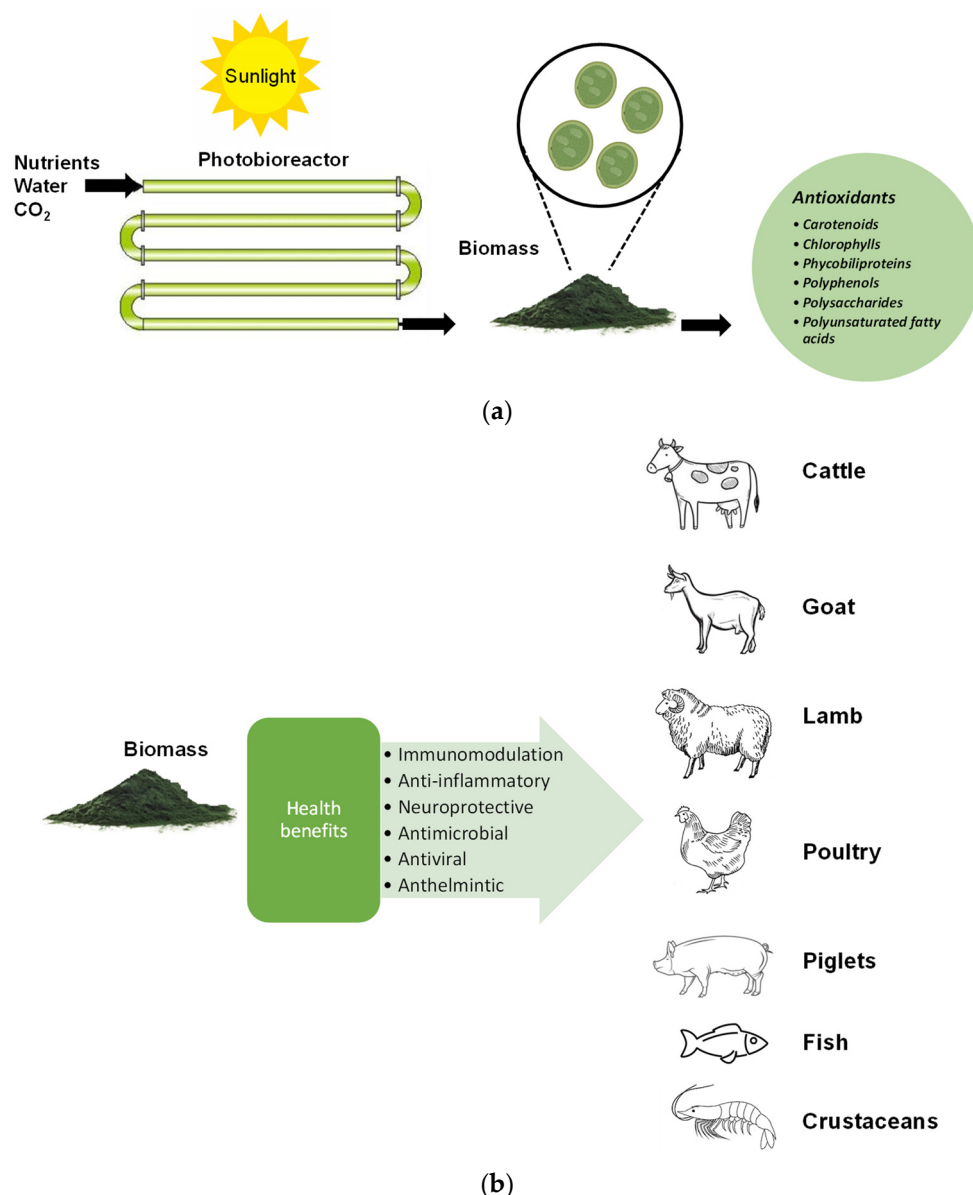 Sunlight
Photobioreactor
Nutrients
Water
CO₂
Biomass
Antioxidants
• Carotenoids
• Chlorophylls
• Phycobiliproteins
• Polyphenols
• Polysaccharides
• Polyunsaturated fatty
acids
(a)
Cattle
Goat
Lamb
Biomass
Health
benefits
• Immunomodulation
• Anti-inflammatory
• Neuroprotective
• Antimicrobial
• Antiviral
• Anthelmintic
Poultry
Piglets
Fish
Crustaceans
(b)